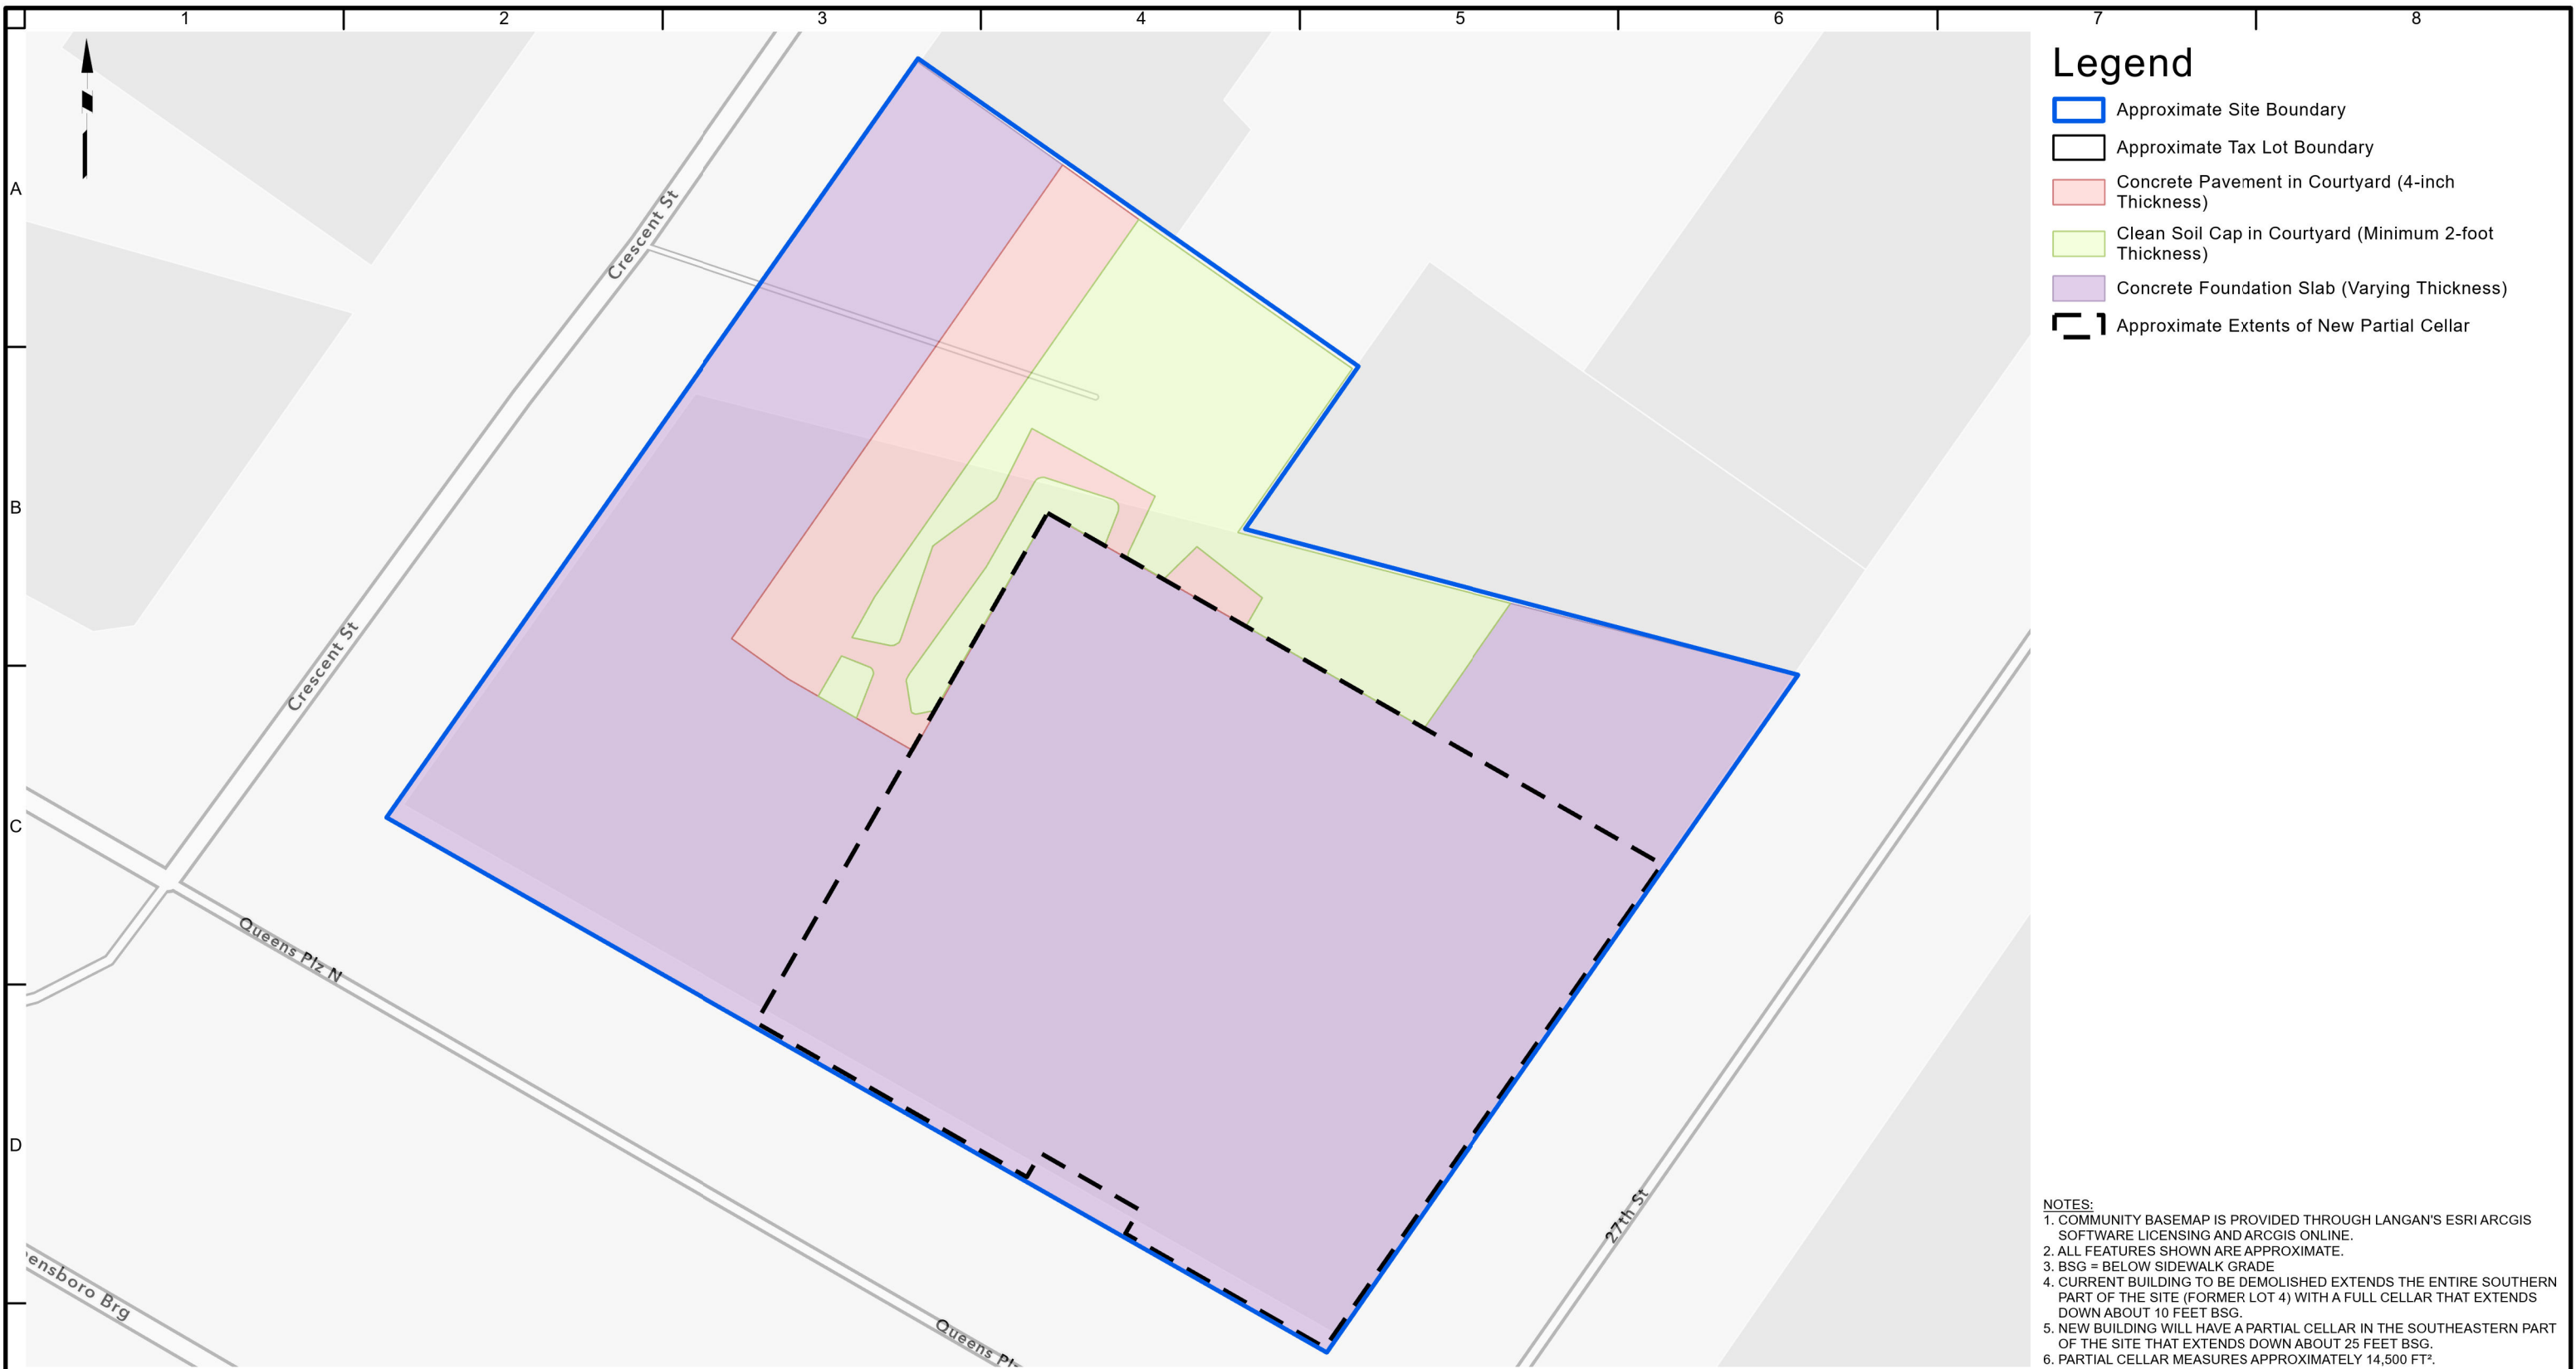 1 2 3 4 5 6 7 8
A
B
C
D
Legend
Approximate Site Boundary
Approximate Tax Lot Boundary
Concrete Pavement in Courtyard (4-inch
Thickness)
Clean Soil Cap in Courtyard (Minimum 2-foot
Thickness)
Concrete Foundation Slab (Varying Thickness)
Approximate Extents of New Partial Cellar
Crescent St
Crescent St
Queens Plz N
ensboro Brg
Queens Plz
27th St
NOTES:
1. COMMUNITY BASEMAP IS PROVIDED THROUGH LANGAN'S ESRI ARCGIS
SOFTWARE LICENSING AND ARCGIS ONLINE.
2. ALL FEATURES SHOWN ARE APPROXIMATE.
3. BSG = BELOW SIDEWALK GRADE
4. CURRENT BUILDING TO BE DEMOLISHED EXTENDS THE ENTIRE SOUTHERN
PART OF THE SITE (FORMER LOT 4) WITH A FULL CELLAR THAT EXTENDS
DOWN ABOUT 10 FEET BSG.
5. NEW BUILDING WILL HAVE A PARTIAL CELLAR IN THE SOUTHEASTERN PART
OF THE SITE THAT EXTENDS DOWN ABOUT 25 FEET BSG.
6. PARTIAL CELLAR MEASURES APPROXIMATELY 14,500 FT².